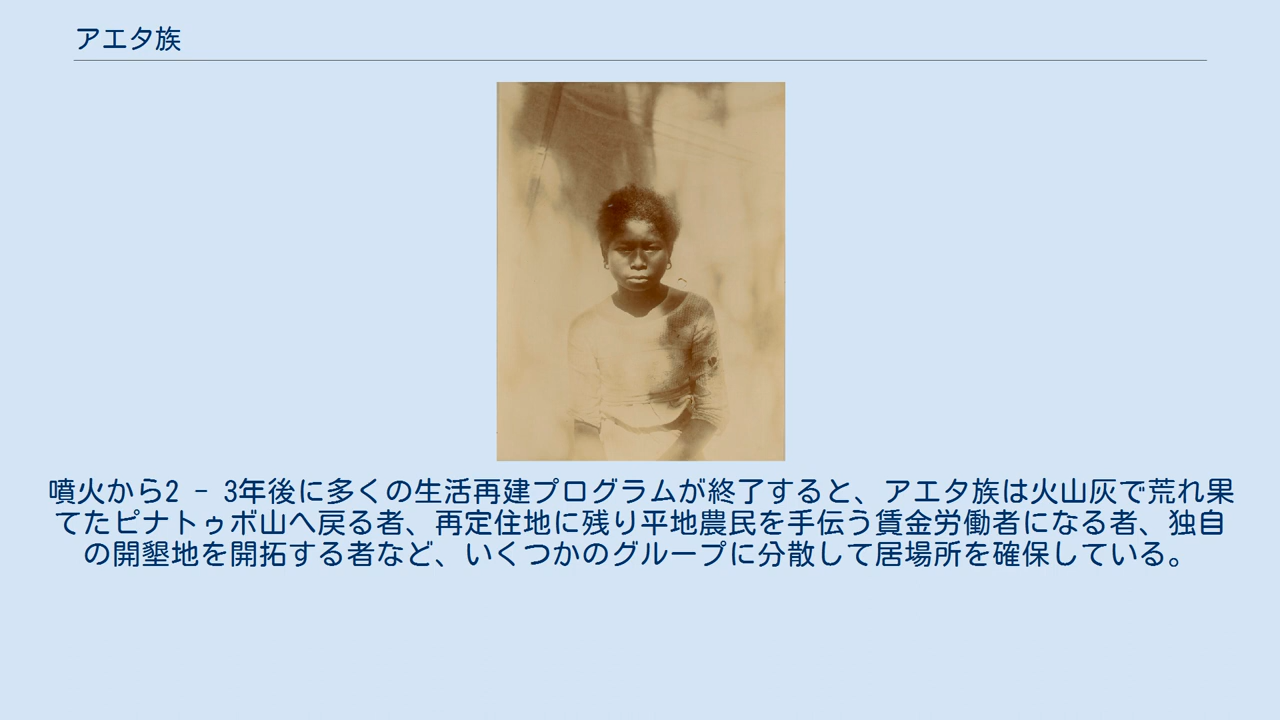 アエタ族
噴火から2 - 3年後に多くの生活再建プログラムが終了すると、アエタ族は火山灰で荒れ果
てたピナトゥボ山へ戻る者、再定住地に残り平地農民を手伝う賃金労働者になる者、独自
の開墾地を開拓する者など、いくつかのグループに分散して居場所を確保している。